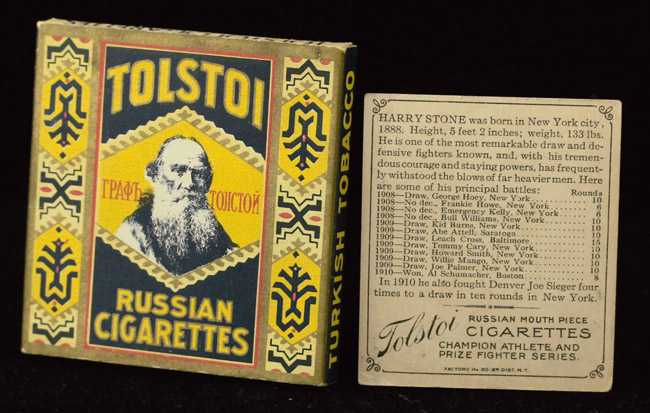 TOLSTOI
ГРАФЪ ТОЛСТОЙ
RUSSIAN
CIGARETTES
TURKISH TOBACCO
HARRY STONE was born in New York city,
1888. Height, 5 feet 2 inches; weight, 133 lbs.
He is one of the most remarkable draw and de-
fensive fighters known, and, with his tremen-
dous courage and staying powers, has frequent-
ly withstood the blows of far heavier men. Here
are some of his principal battles: Rounds
1908—Draw, George Hoey, New York 10
1908—No dec., Frankie Howe, New York 6
1908—No dec., Emergency Kelly, New York 6
1908—No dec., Bull Williams, New York
1909—Draw, Kid Burns, New York 10
1909—Draw, Abe Attell, Saratoga 10
1909—Draw, Leach Cross, Baltimore 15
1909—Draw, Tommy Cary, New York 10
1909—Draw, Howard Smith, New York 10
1909—Draw, Willie Mango, New York 10
1909—Draw, Joe Palmer, New York 10
1910—Won, Al Schumacher, Boston 8
In 1910 he also fought Denver Joe Sieger four
times to a draw in ten rounds in New York.
Tolstoi RUSSIAN MOUTH PIECE
CIGARETTES
CHAMPION ATHLETE AND
PRIZE FIGHTER SERIES.
FACTORY No. 30-2d DIST. N.Y.